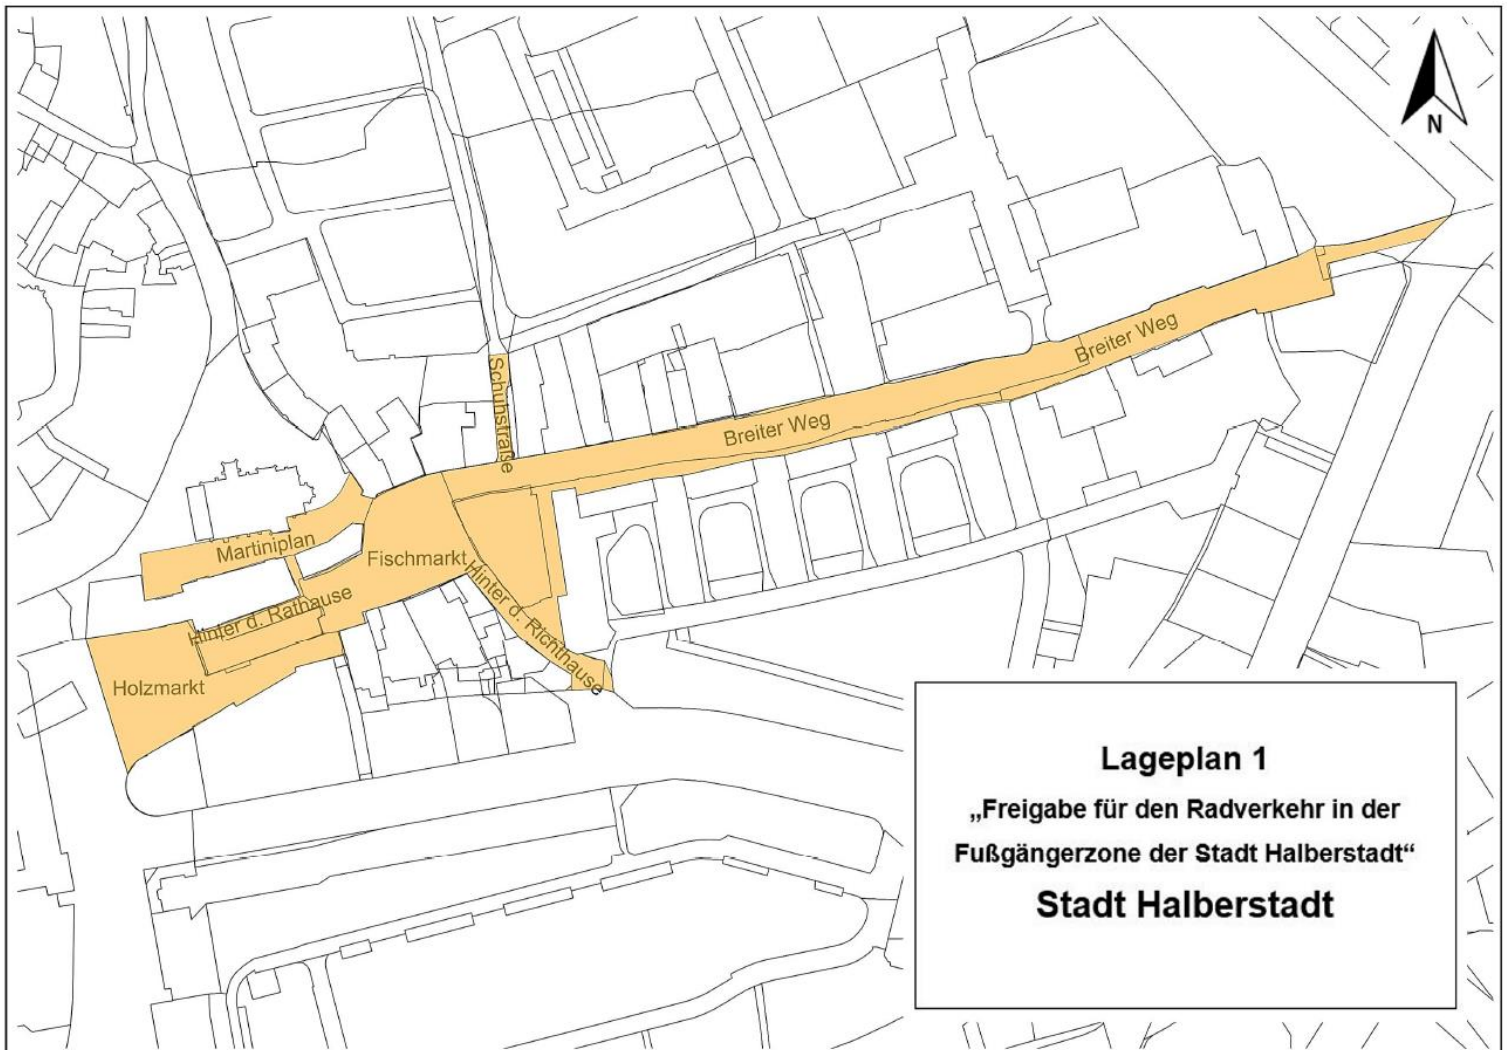 N
Breiter Weg
Schuhstraße
Breiter Weg
Martiniplan
Fischmarkt
Hinter d. Rathause
Hinter d. Richthause
Holzmarkt
Lageplan 1
„Freigabe für den Radverkehr in der
Fußgängerzone der Stadt Halberstadt“
Stadt Halberstadt